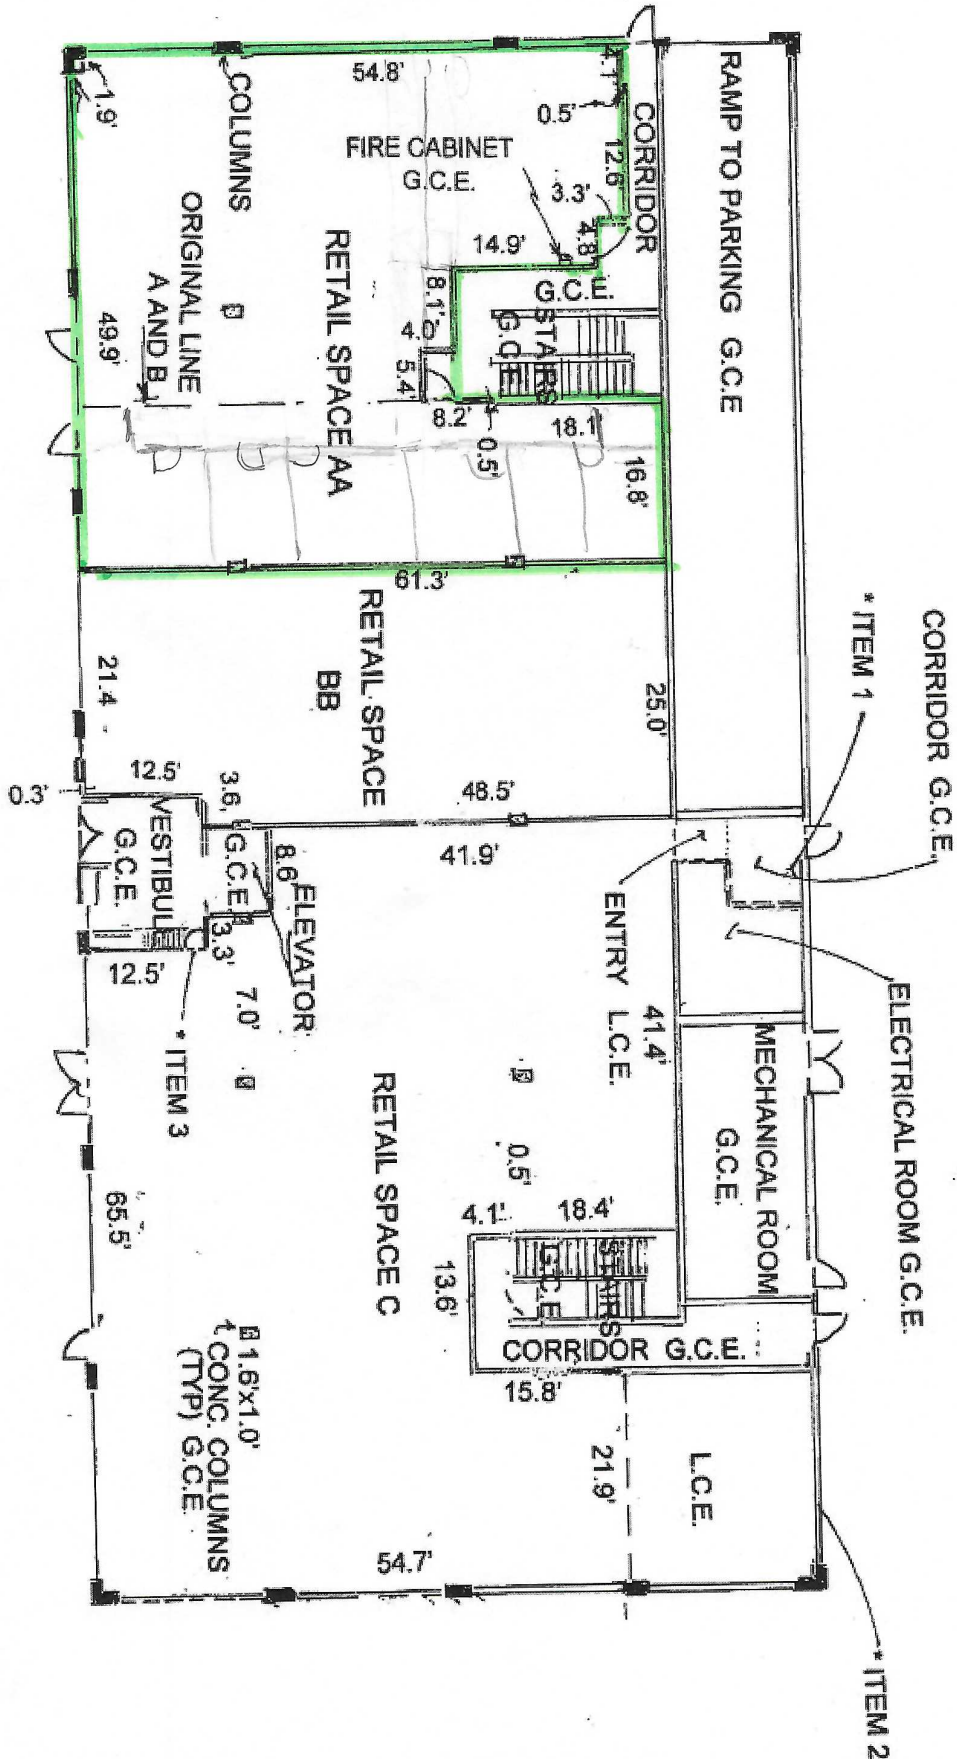 RAMP TO PARKING G.C.E
CORRIDOR
54.8'
1.9'
COLUMNS
0.5'
12.6'
FIRE CABINET
G.C.E.
3.3'
4.8'
14.9'
ORIGINAL LINE
A AND B
RETAIL SPACE AA
49.9'
8.1'
4.0'
5.4'
G.C.E.
STAIRS
G.C.E
8.2'
0.5'
18.1'
16.8'
61.3'
RETAIL SPACE
BB
21.4
25.0'
* ITEM 1
CORRIDOR G.C.E.
0.3'
12.5'
3.6,
48.5'
VESTIBUL
G.C.E.
G.C.E.
8.6'
41.9'
ELEVATOR
3.3'
12.5'
7.0'
* ITEM 3
ENTRY L.C.E.
41.4'
ELECTRICAL ROOM G.C.E.
MECHANICAL ROOM
G.C.E.
RETAIL SPACE C
0.5'
65.5'
4.1'
18.4'
13.6'
STAIRS
G.C.E
CORRIDOR G.C.E.
15.8'
1.6'x1.0'
CONC. COLUMNS
(TYP) G.C.E.
21.9'
L.C.E.
54.7'
* ITEM 2